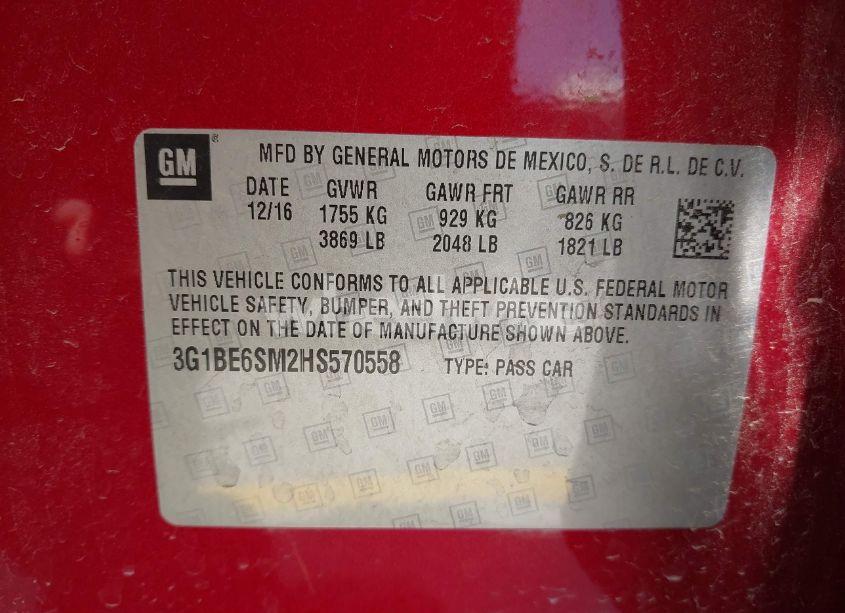 GM MFD BY GENERAL MOTORS DE MEXICO, S. DE R.L. DE C.V.
DATE GVWR GAWR FRT GAWR RR
12/16 1755 KG 929 KG 826 KG
3869 LB 2048 LB 1821 LB
THIS VEHICLE CONFORMS TO ALL APPLICABLE U.S. FEDERAL MOTOR
VEHICLE SAFETY, BUMPER, AND THEFT PREVENTION STANDARDS IN
EFFECT ON THE DATE OF MANUFACTURE SHOWN ABOVE.
3G1BE6SM2HS570558 TYPE: PASS CAR